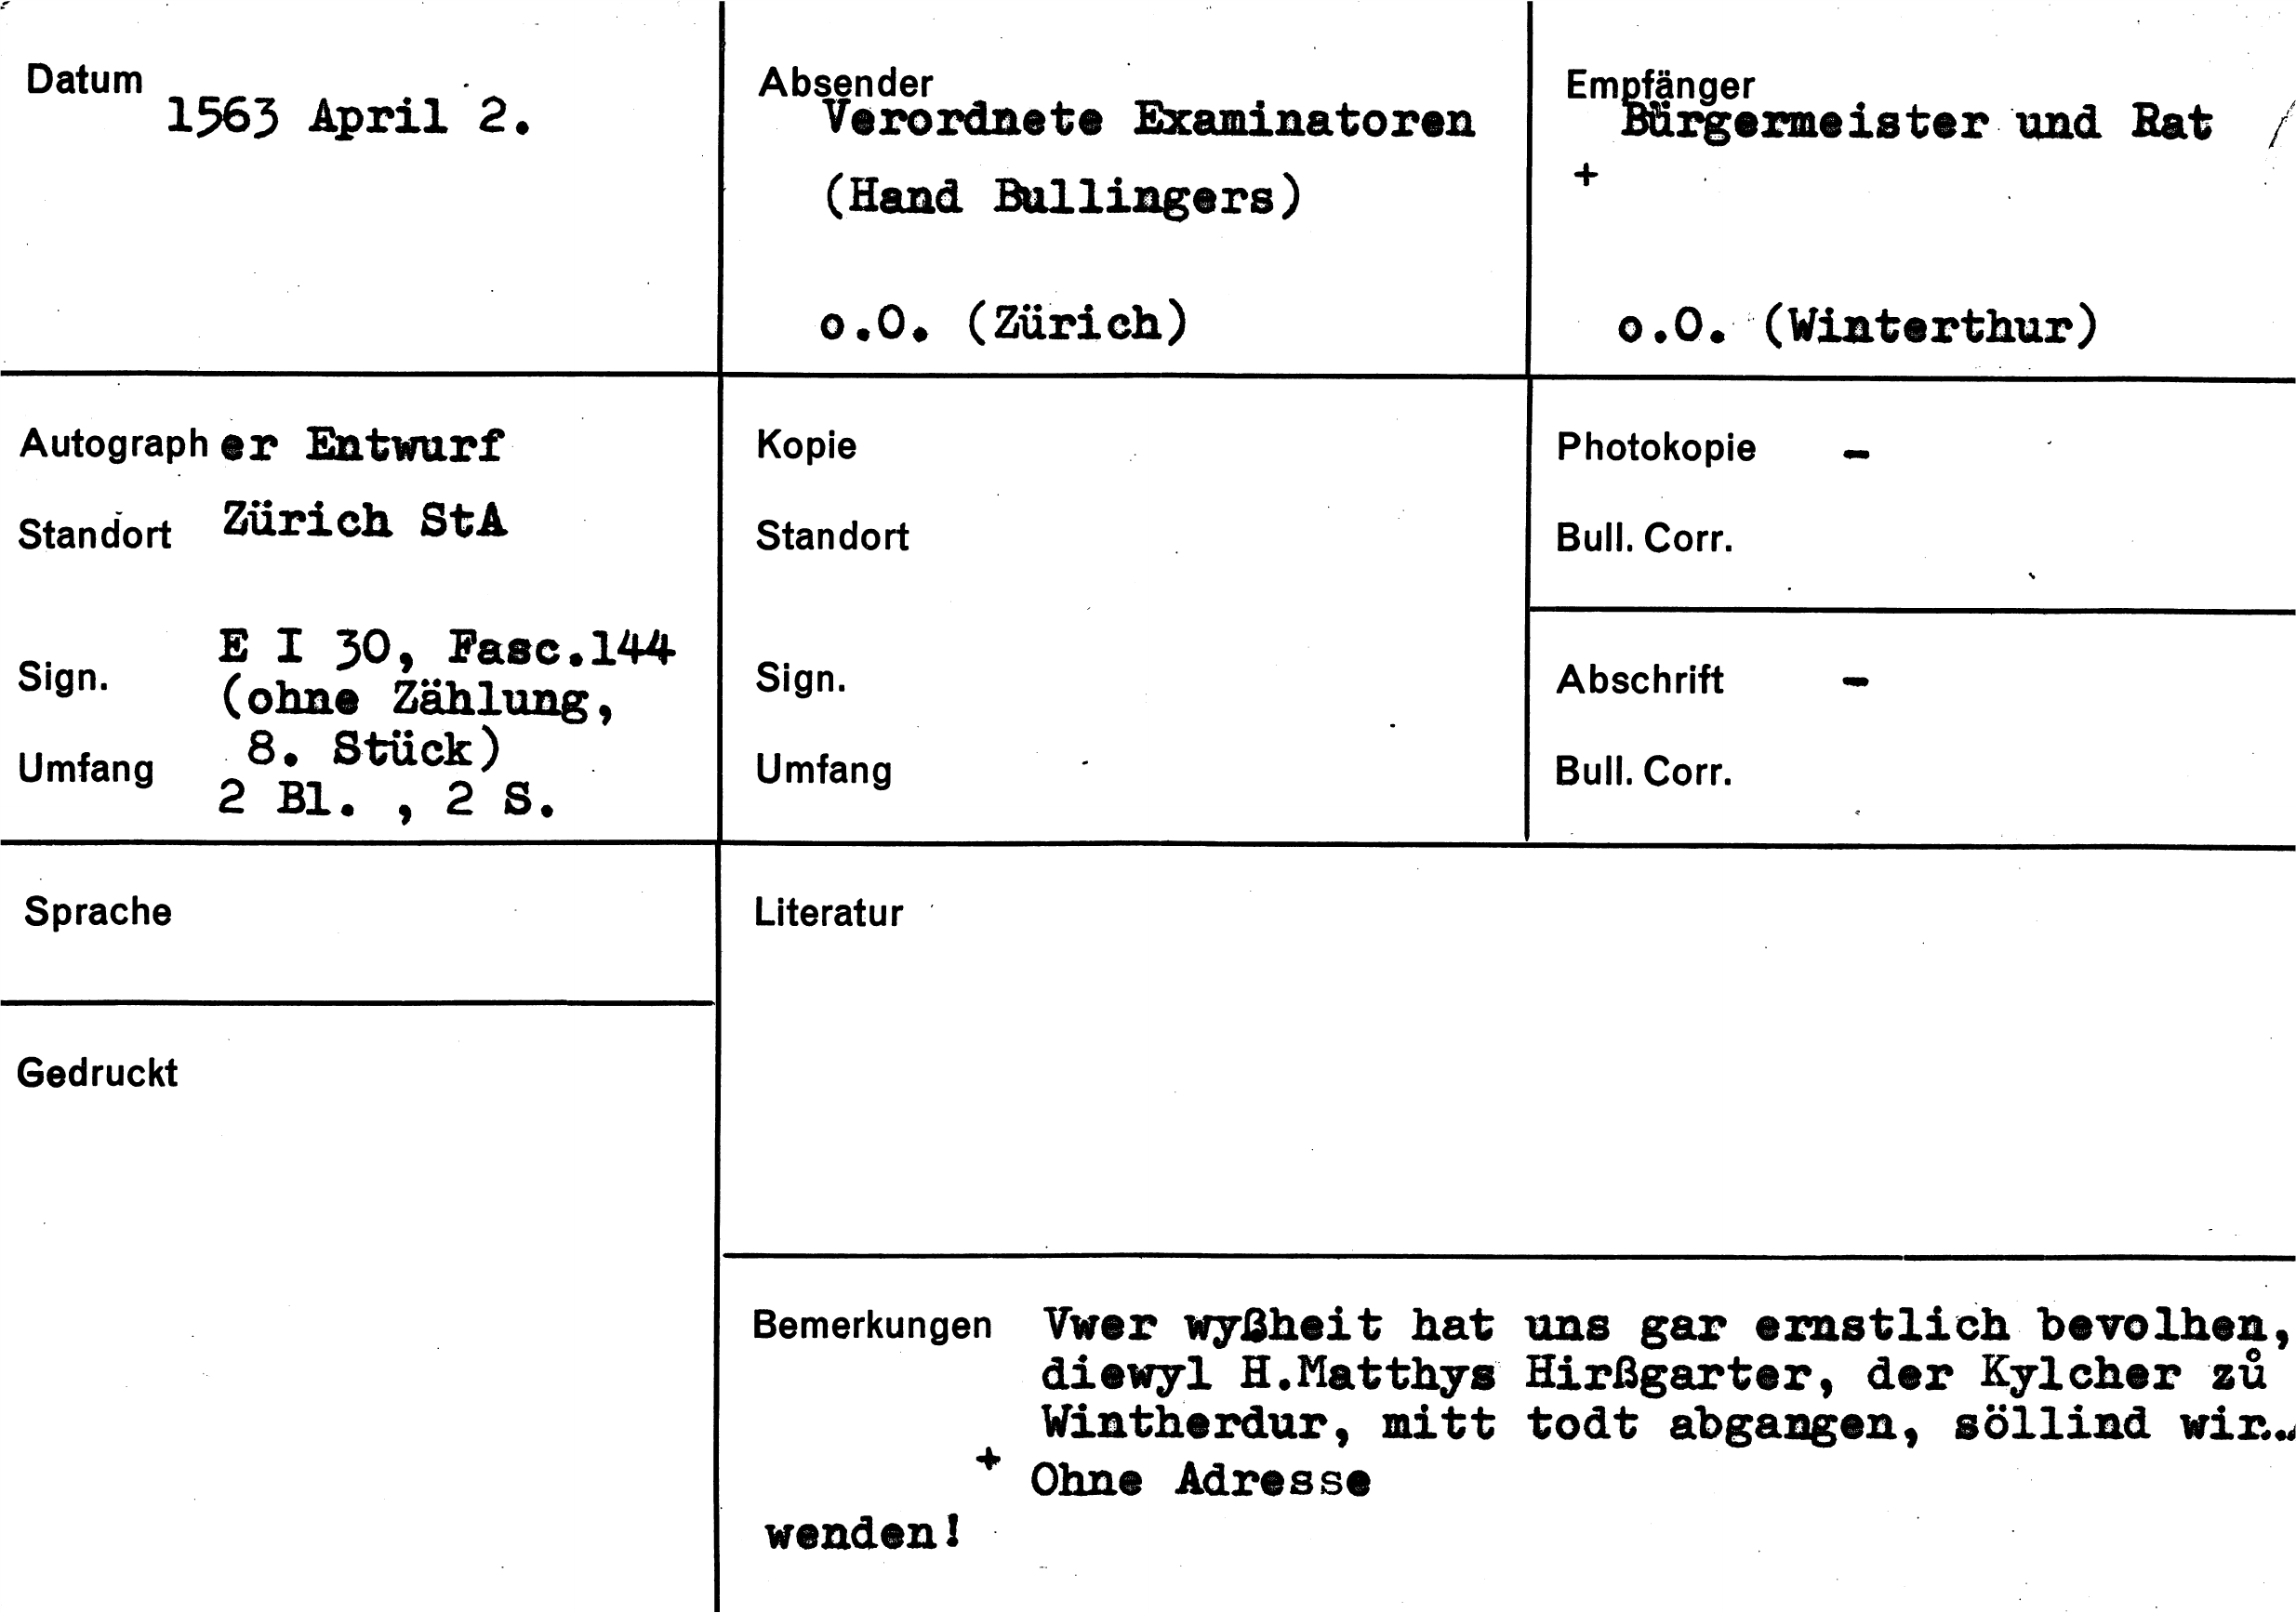 Datum
1563 April 2.
Absender
Verordnete Examinatoren
(Hand Bullingers)
o.O. (Zürich)
Empfänger
Bürgermeister und Rat
+
o.O. (Winterthur)
Autograph er Entwurf
Standort Zürich StA
Sign. E I 30, Fasc.144
(ohne Zählung,
8. Stück)
Umfang 2 Bl. , 2 S.
Kopie
Standort
Sign.
Umfang
Photokopie -
Bull. Corr.
Abschrift -
Bull. Corr.
Sprache
Gedruckt
Literatur
Bemerkungen Vwer wyßheit hat uns gar ernstlich bevolhen,
diewyl H.Matthys Hirßgarter, der Kylcher zů
Wintherdur, mitt todt abgangen, söllind wir...
+ Ohne Adresse
wenden!